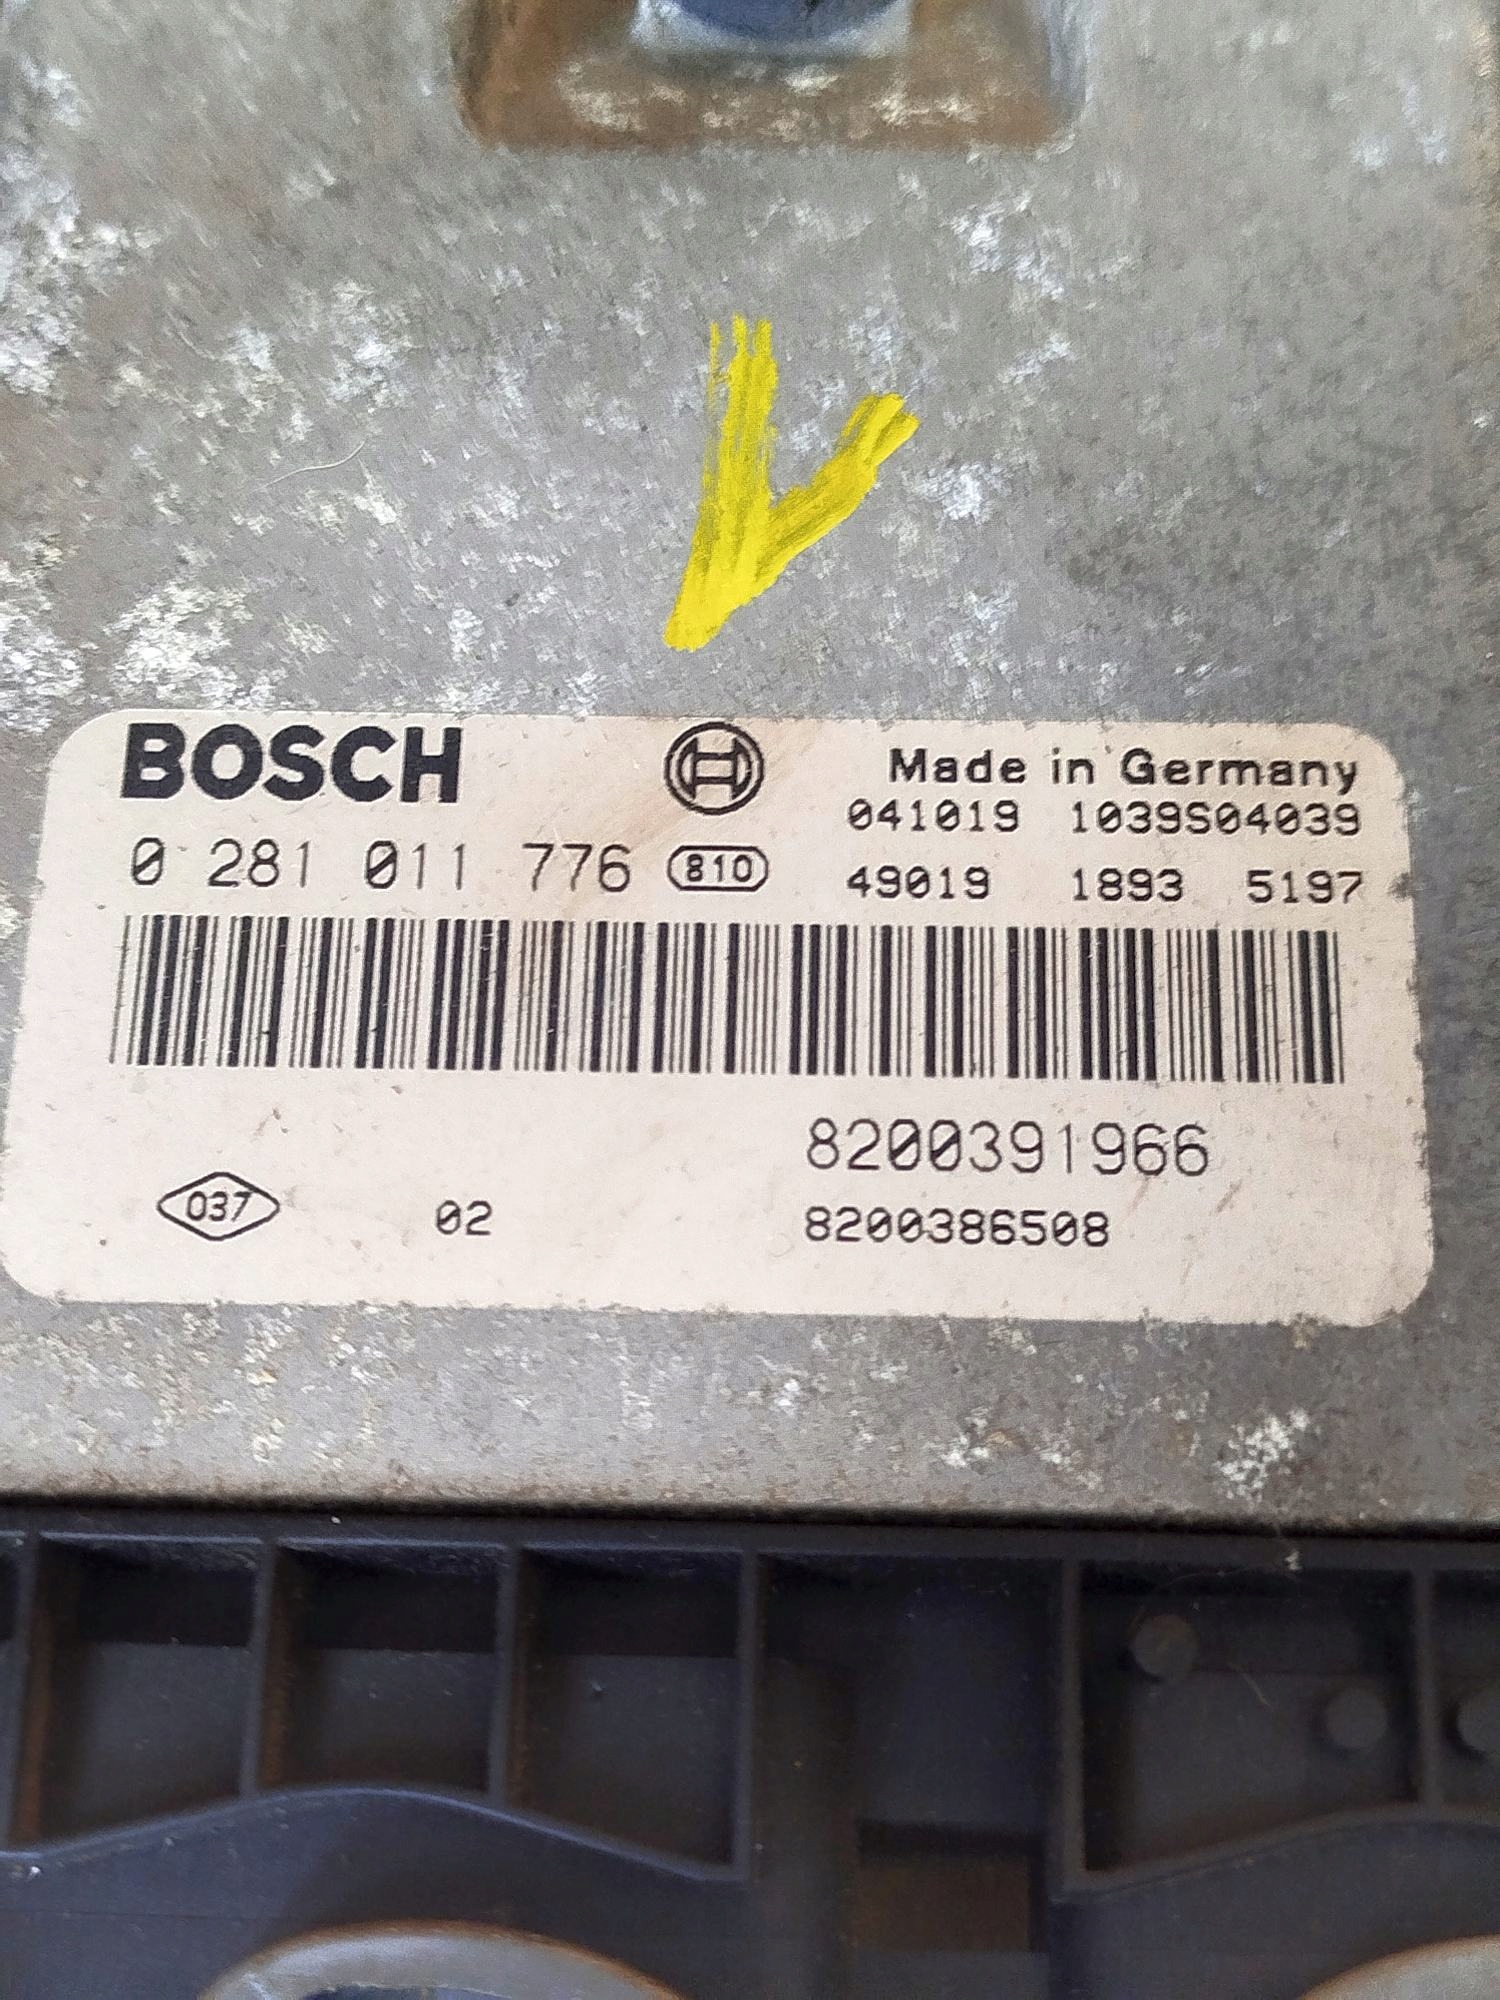 BOSCH
Made in Germany
041019 1039S04039
0 281 011 776 810
49019 1893 5197
8200391966
037 02 8200386508